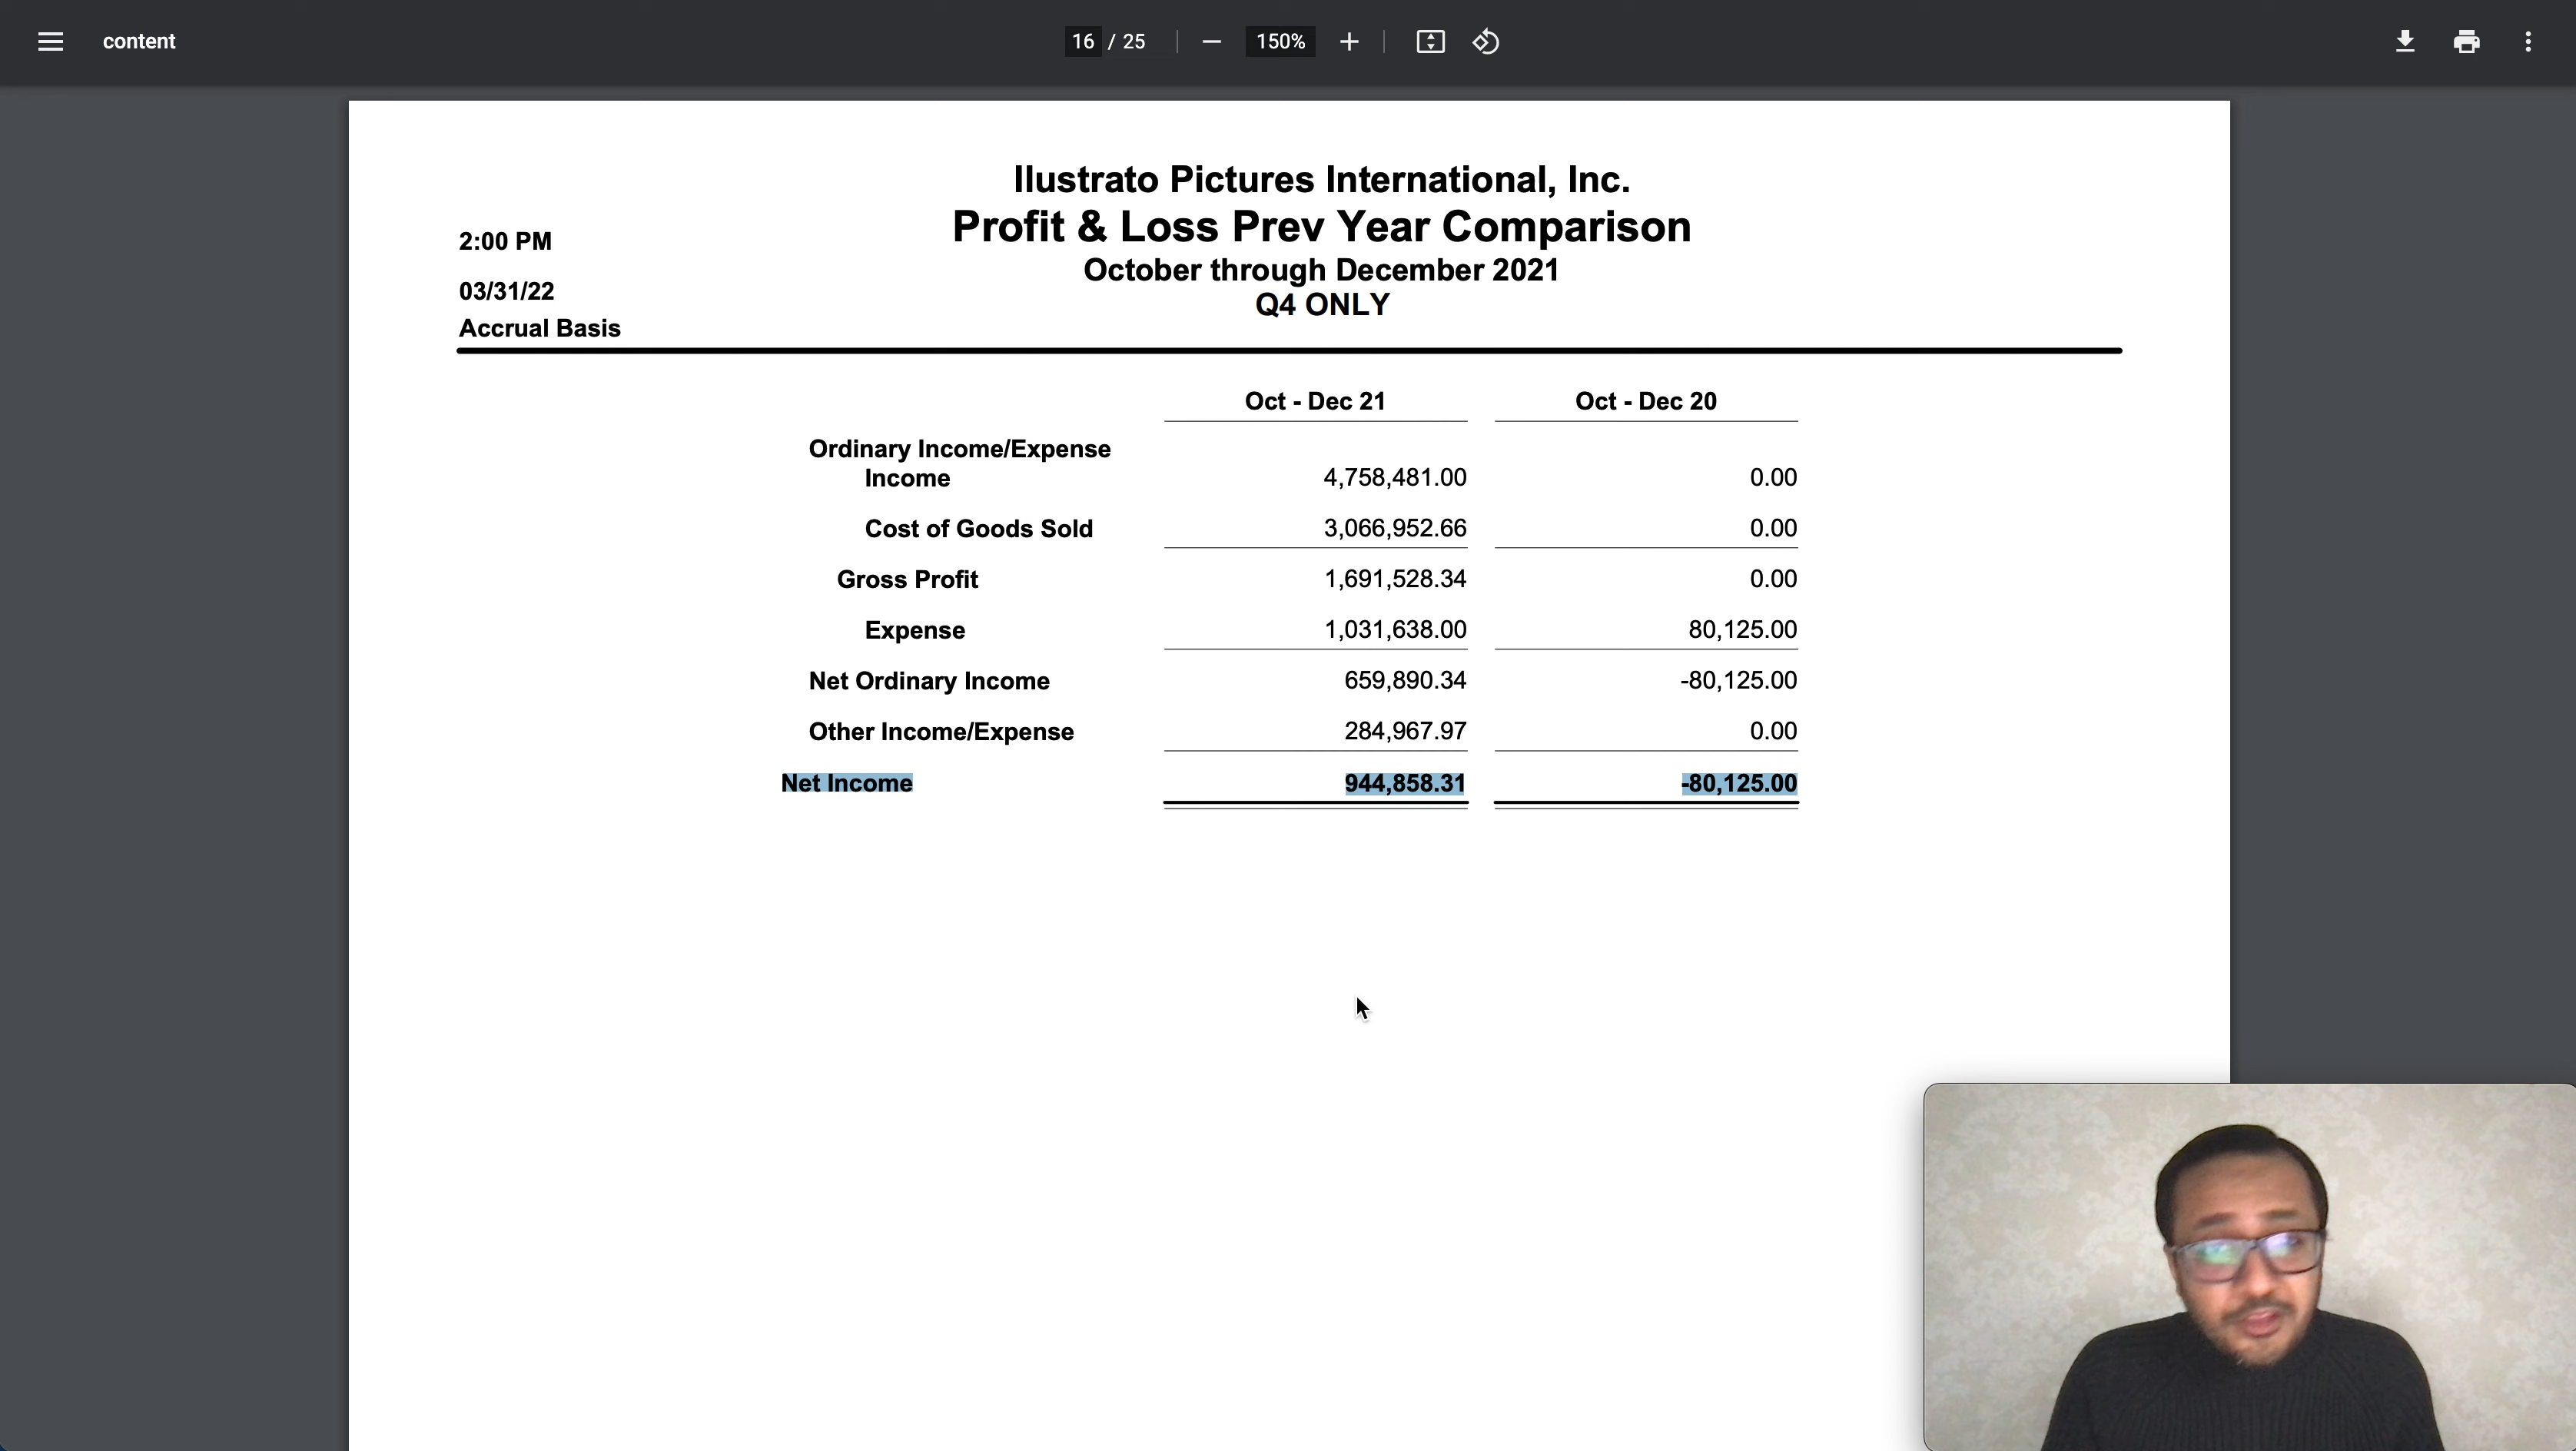 content
16 / 25
150%
Ilustrato Pictures International, Inc.
Profit & Loss Prev Year Comparison
October through December 2021
Q4 ONLY
2:00 PM
03/31/22
Accrual Basis
Oct - Dec 21 Oct - Dec 20
Ordinary Income/Expense
Income 4,758,481.00 0.00
Cost of Goods Sold 3,066,952.66 0.00
Gross Profit 1,691,528.34 0.00
Expense 1,031,638.00 80,125.00
Net Ordinary Income 659,890.34 -80,125.00
Other Income/Expense 284,967.97 0.00
Net Income 944,858.31 -80,125.00